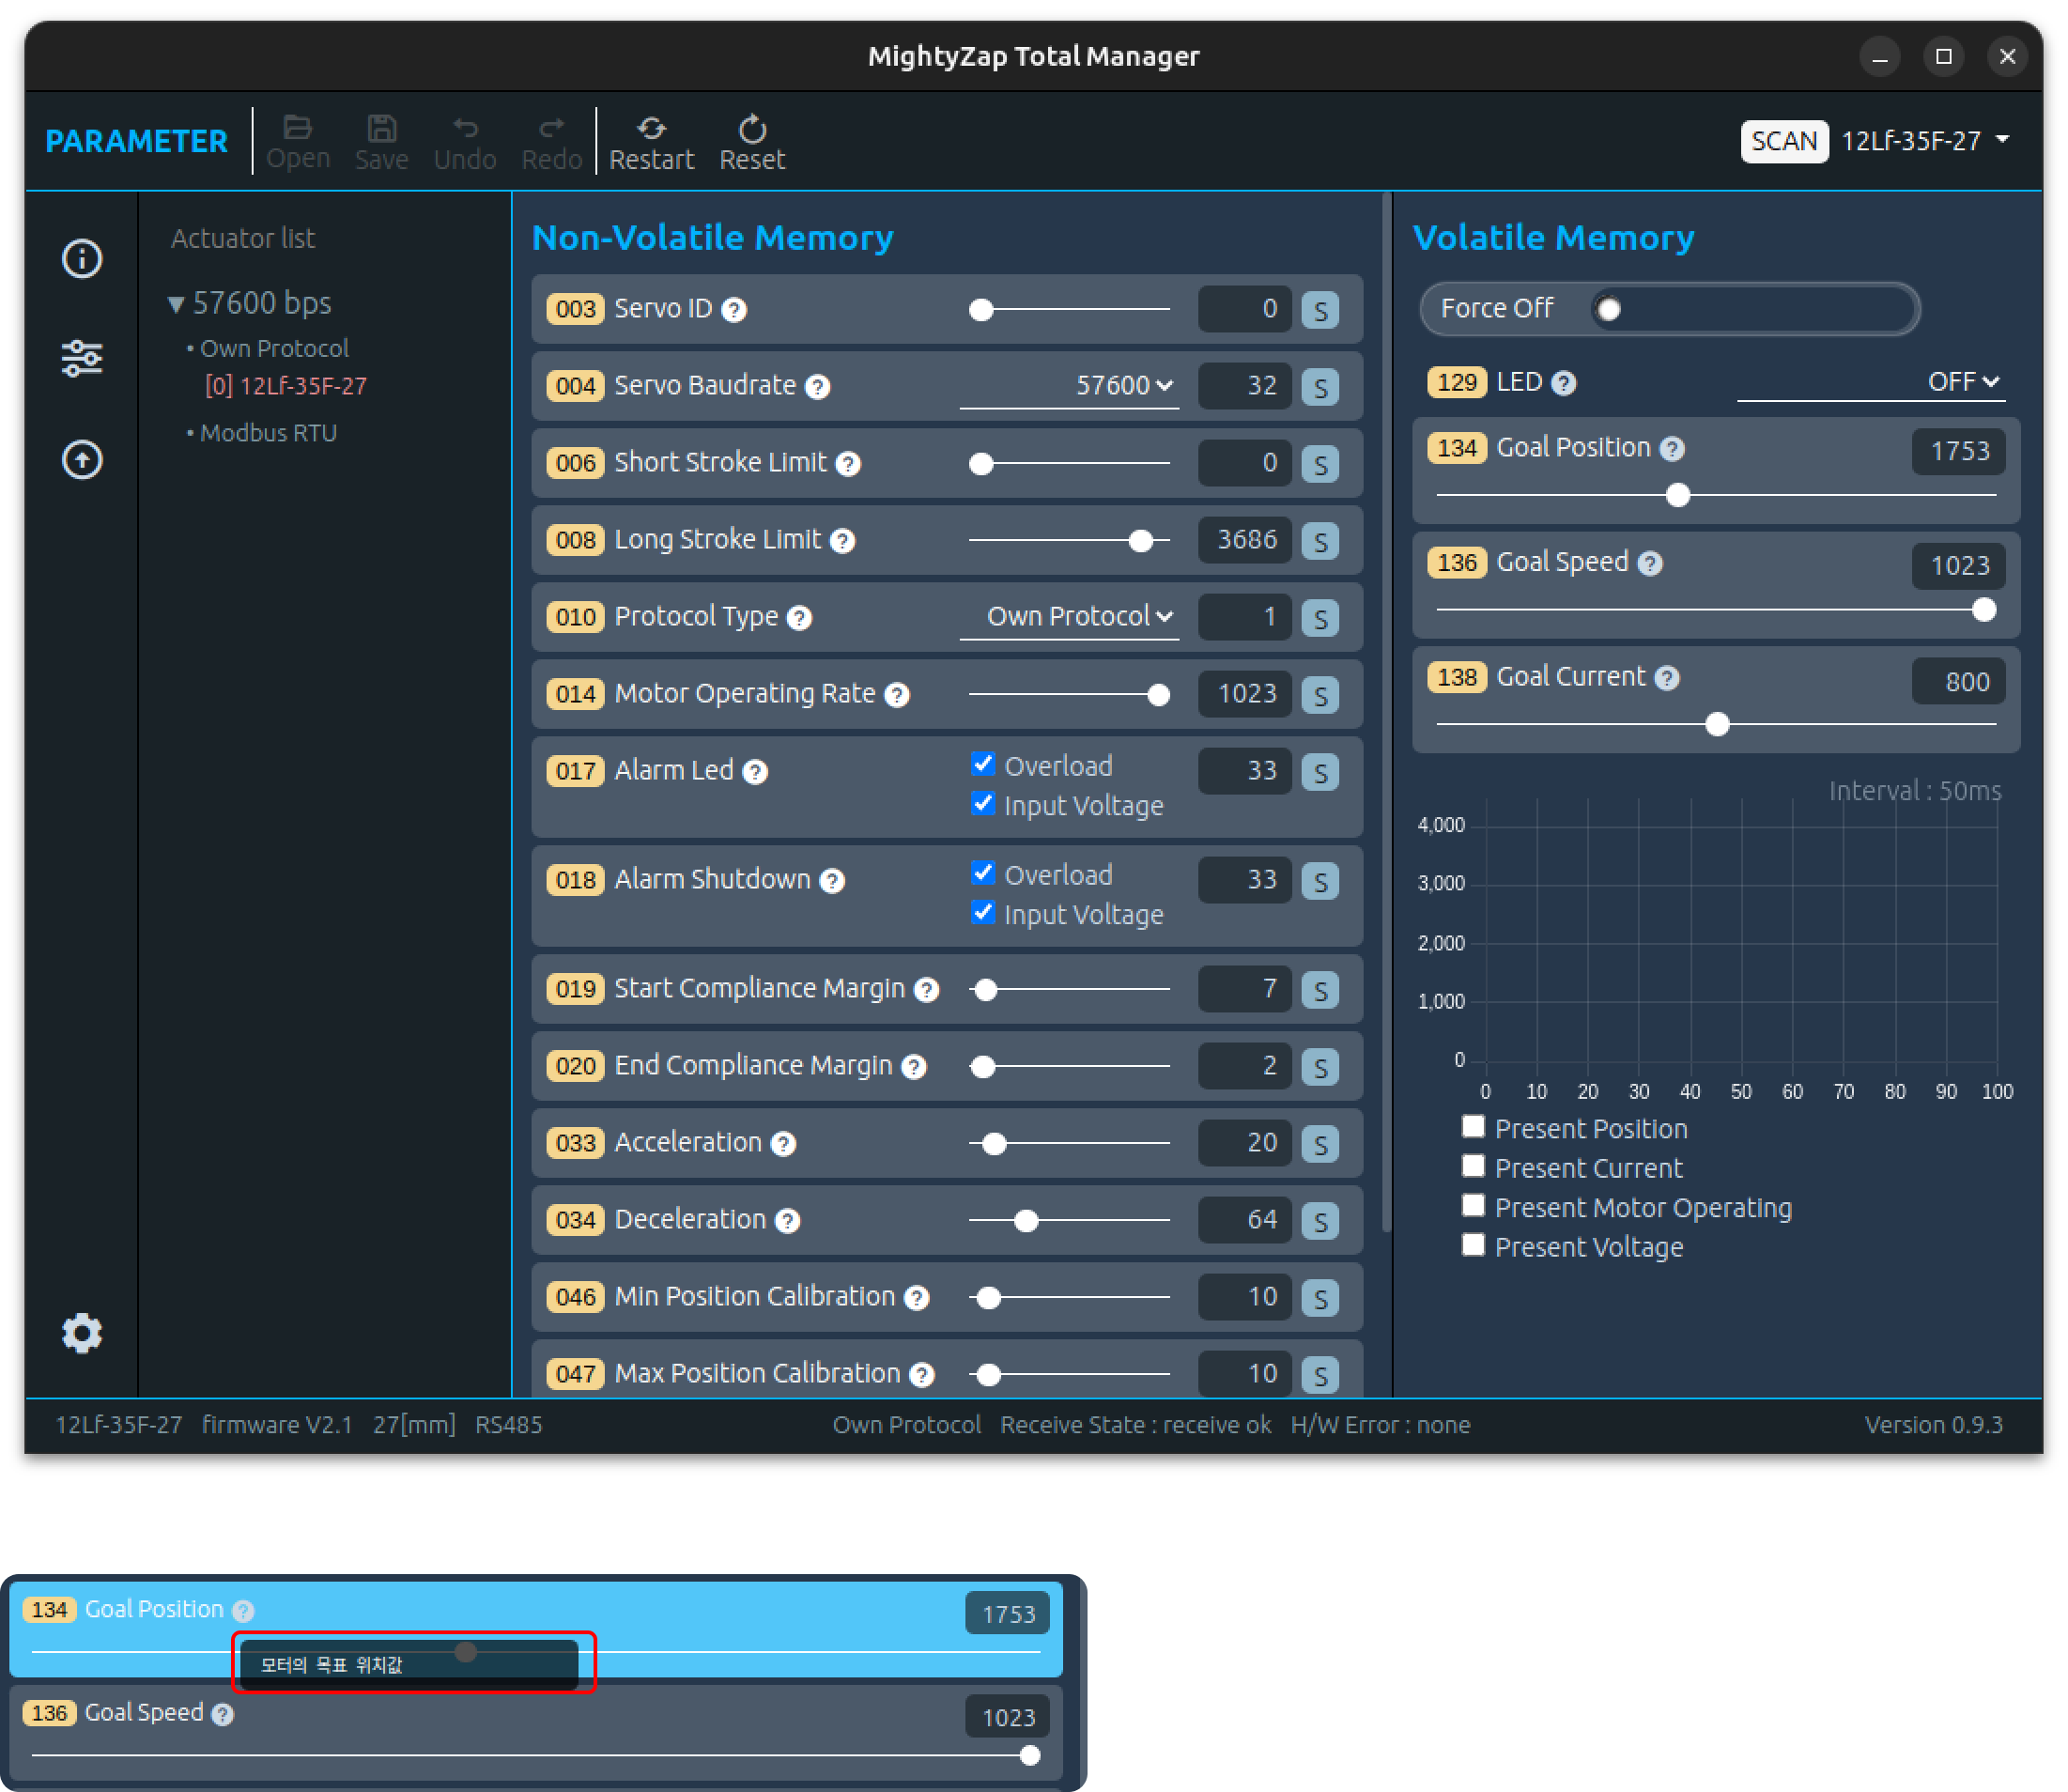 MightyZap Total Manager
PARAMETER Open Save Undo Redo Restart Reset SCAN 12Lf-35F-27
Actuator list
▼ 57600 bps
• Own Protocol
[0] 12Lf-35F-27
• Modbus RTU
Non-Volatile Memory
003 Servo ID ? 0 S
004 Servo Baudrate ? 57600 32 S
006 Short Stroke Limit ? 0 S
008 Long Stroke Limit ? 3686 S
010 Protocol Type ? Own Protocol 1 S
014 Motor Operating Rate ? 1023 S
017 Alarm Led ? Overload 33 S
Input Voltage
018 Alarm Shutdown ? Overload 33 S
Input Voltage
019 Start Compliance Margin ? 7 S
020 End Compliance Margin ? 2 S
033 Acceleration ? 20 S
034 Deceleration ? 64 S
046 Min Position Calibration ? 10 S
047 Max Position Calibration ? 10 S
Volatile Memory
Force Off
129 LED ? OFF
134 Goal Position ? 1753
136 Goal Speed ? 1023
138 Goal Current ? 800
Interval : 50ms
4,000
3,000
2,000
1,000
0
0 10 20 30 40 50 60 70 80 90 100
Present Position
Present Current
Present Motor Operating
Present Voltage
12Lf-35F-27 firmware V2.1 27[mm] RS485 Own Protocol Receive State : receive ok H/W Error : none Version 0.9.3
134 Goal Position ? 1753
모터의 목표 위치값
136 Goal Speed ? 1023